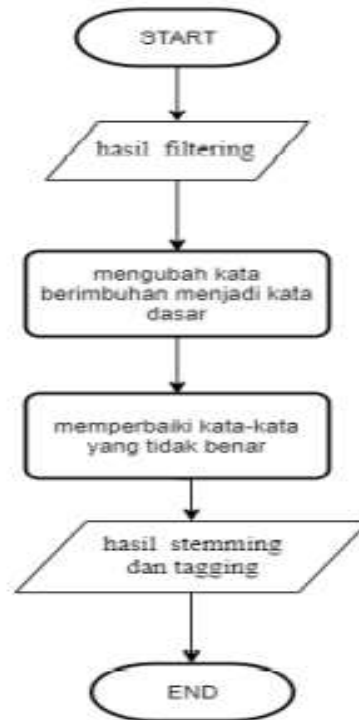 START
hasil filtering
mengubah kata
berimbuhan menjadi kata
dasar
memperbaiki kata-kata
yang tidak benar
hasil stemming
dan tagging
END